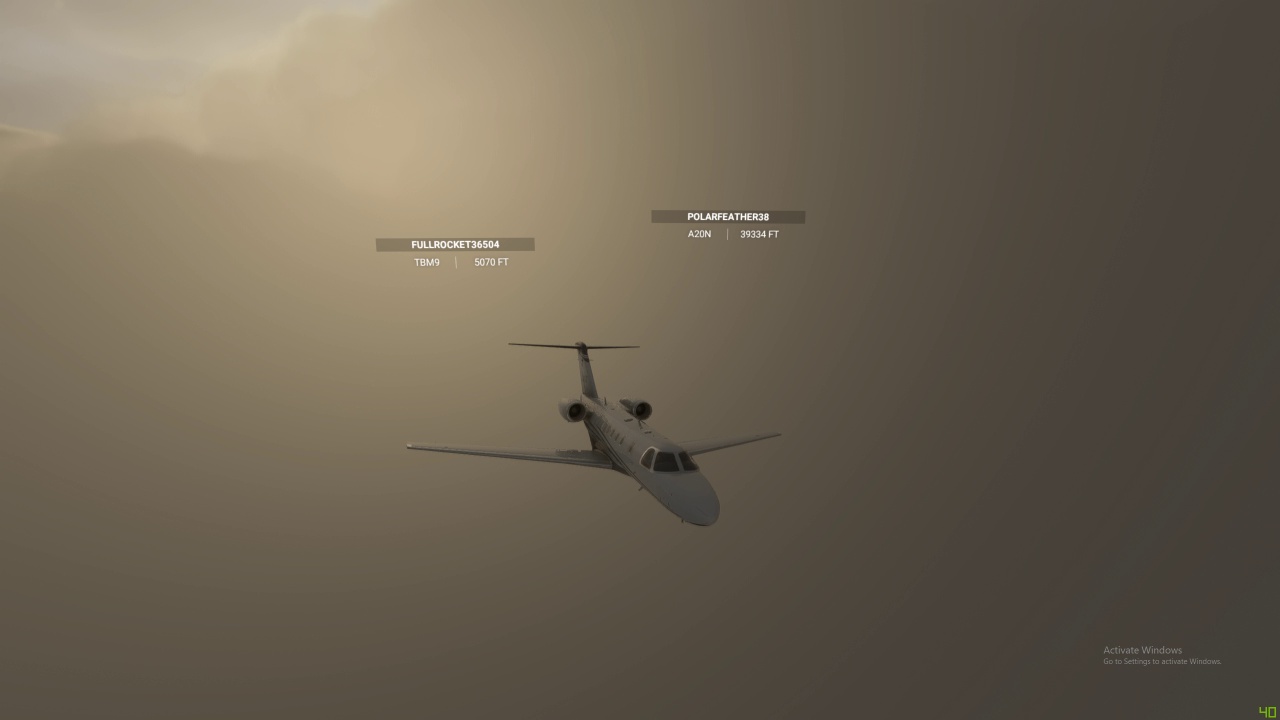 POLARFEATHER38
A20N | 39334 FT
FULLROCKET36504
TBM9 | 5070 FT
Activate Windows
Go to Settings to activate Windows.
40